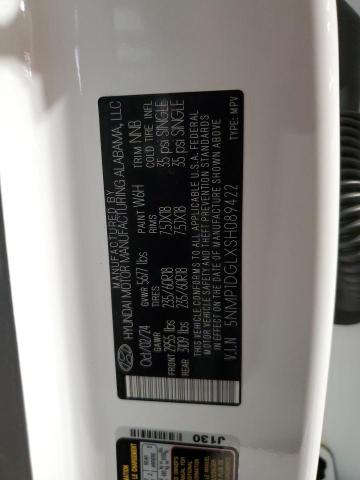 MANUFACTURED BY
HYUNDAI MOTOR MANUFACTURING ALABAMA, LLC
Oct/02/24 GVWR 5677 lbs PAINT W6H TRIM NNB
GAWR TIRES RIMS COLD TIRE INFL
FRONT 2955 lbs 235/60R18 7.5JX18 35 psi SINGLE
REAR 3109 lbs 235/60R18 7.5JX18 35 psi SINGLE
THIS VEHICLE CONFORMS TO ALL APPLICABLE U.S.A. FEDERAL
MOTOR VEHICLE SAFETY AND THEFT PREVENTION STANDARDS
IN EFFECT ON THE DATE OF MANUFACTURE SHOWN ABOVE.
V.I.N 5NMP1DGLXSH089422 TYPE: MPV
J130